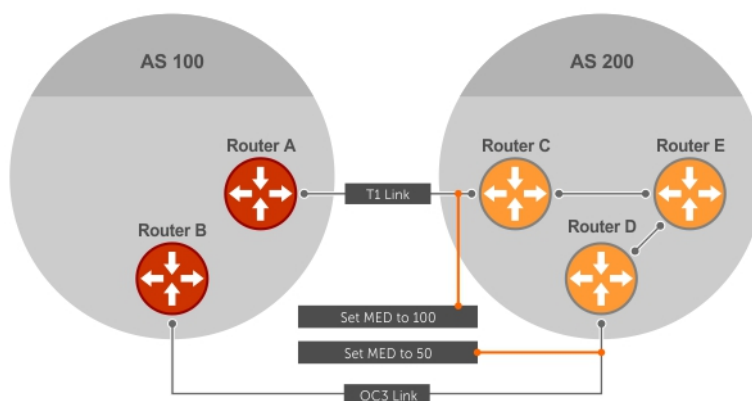 AS 100
AS 200
Router A
Router C
Router E
T1 Link
Router B
Router D
Set MED to 100
Set MED to 50
OC3 Link